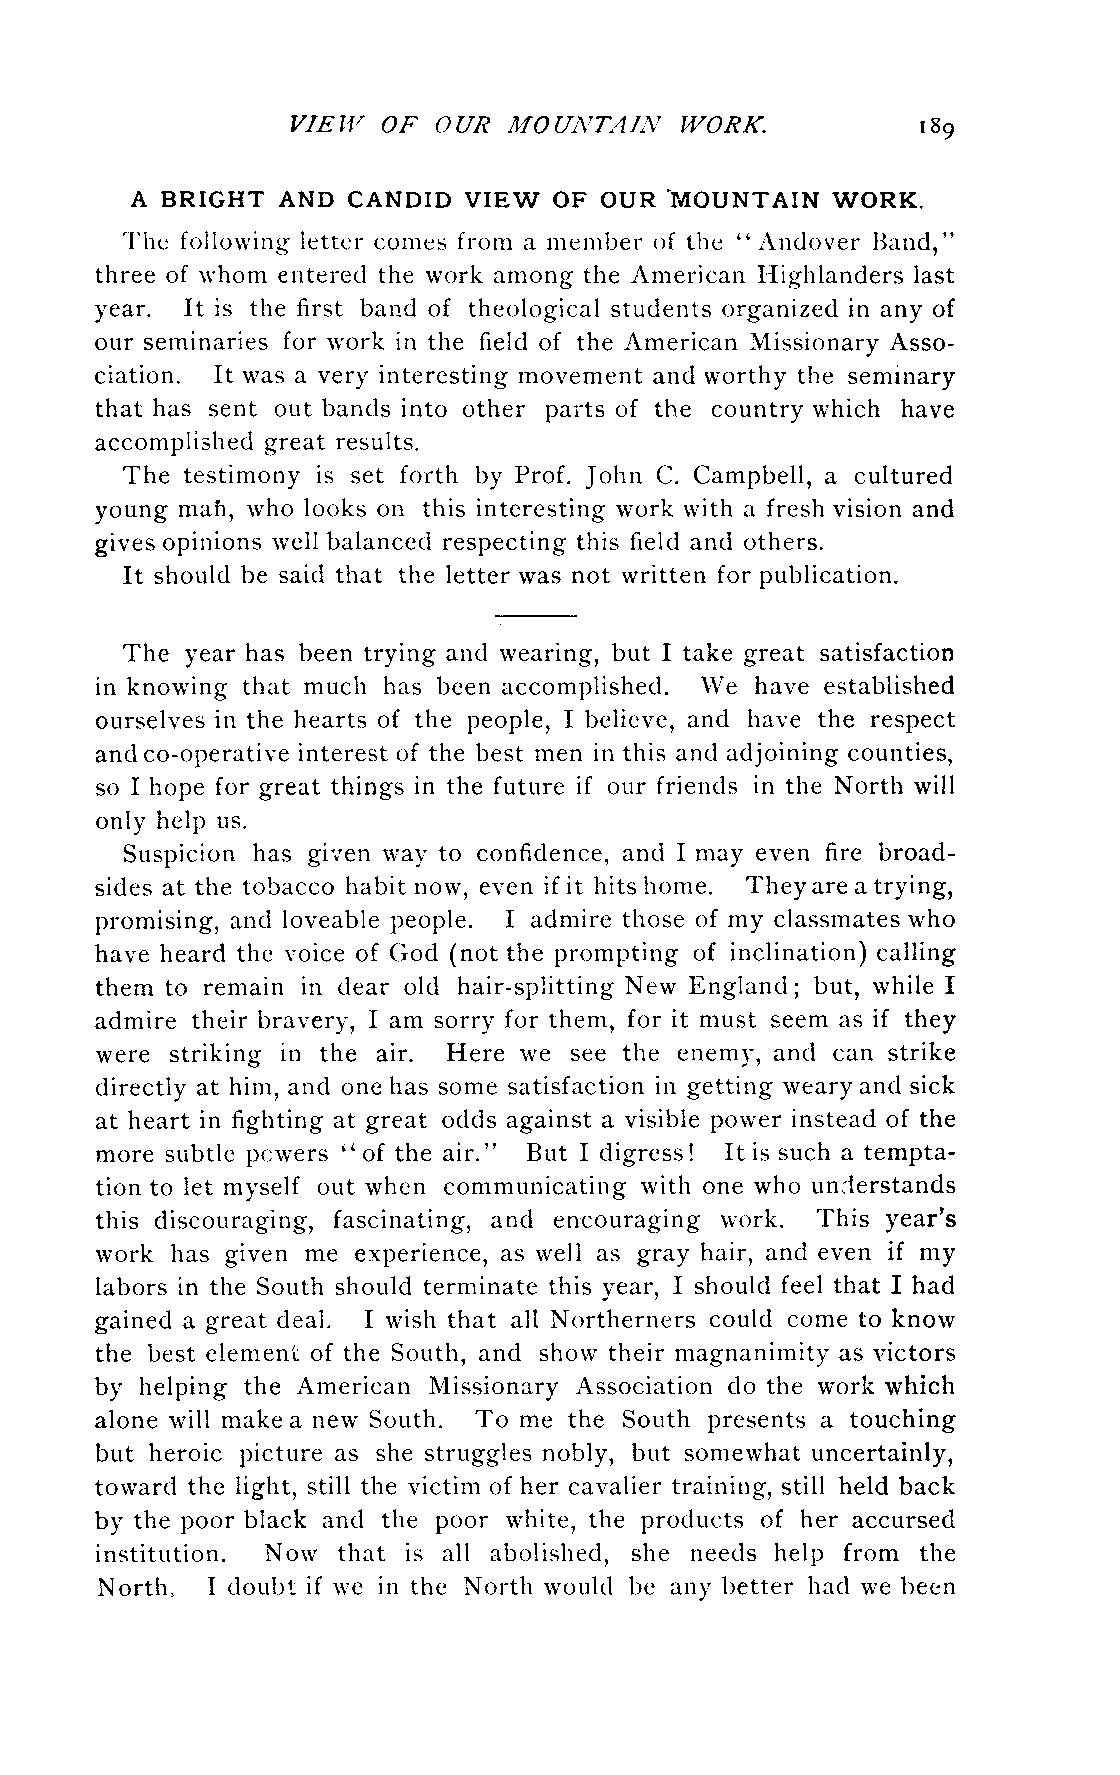 VIEW OF OUR MOUNTAIN WORK. 189
A BRIGHT AND CANDID VIEW OF OUR MOUNTAIN WORK.
The following letter comes from a member of the “Andover Band,”
three of whom entered the work among the American Highlanders last
year. It is the first band of theological students organized in any of
our seminaries for work in the field of the American Missionary Asso-
ciation. It was a very interesting movement and worthy the seminary
that has sent out bands into other parts of the country which have
accomplished great results.
The testimony is set forth by Prof. John C. Campbell, a cultured
young man, who looks on this interesting work with a fresh vision and
gives opinions well balanced respecting this field and others.
It should be said that the letter was not written for publication.
The year has been trying and wearing, but I take great satisfaction
in knowing that much has been accomplished. We have established
ourselves in the hearts of the people, I believe, and have the respect
and co-operative interest of the best men in this and adjoining counties,
so I hope for great things in the future if our friends in the North will
only help us.
Suspicion has given way to confidence, and I may even fire broad-
sides at the tobacco habit now, even if it hits home. They are a trying,
promising, and loveable people. I admire those of my classmates who
have heard the voice of God (not the prompting of inclination) calling
them to remain in dear old hair-splitting New England; but, while I
admire their bravery, I am sorry for them, for it must seem as if they
were striking in the air. Here we see the enemy, and can strike
directly at him, and one has some satisfaction in getting weary and sick
at heart in fighting at great odds against a visible power instead of the
more subtle powers “of the air.” But I digress! It is such a tempta-
tion to let myself out when communicating with one who understands
this discouraging, fascinating, and encouraging work. This year's
work has given me experience, as well as gray hair, and even if my
labors in the South should terminate this year, I should feel that I had
gained a great deal. I wish that all Northerners could come to know
the best element of the South, and show their magnanimity as victors
by helping the American Missionary Association do the work which
alone will make a new South. To me the South presents a touching
but heroic picture as she struggles nobly, but somewhat uncertainly,
toward the light, still the victim of her cavalier training, still held back
by the poor black and the poor white, the products of her accursed
institution. Now that is all abolished, she needs help from the
North. I doubt if we in the North would be any better had we been